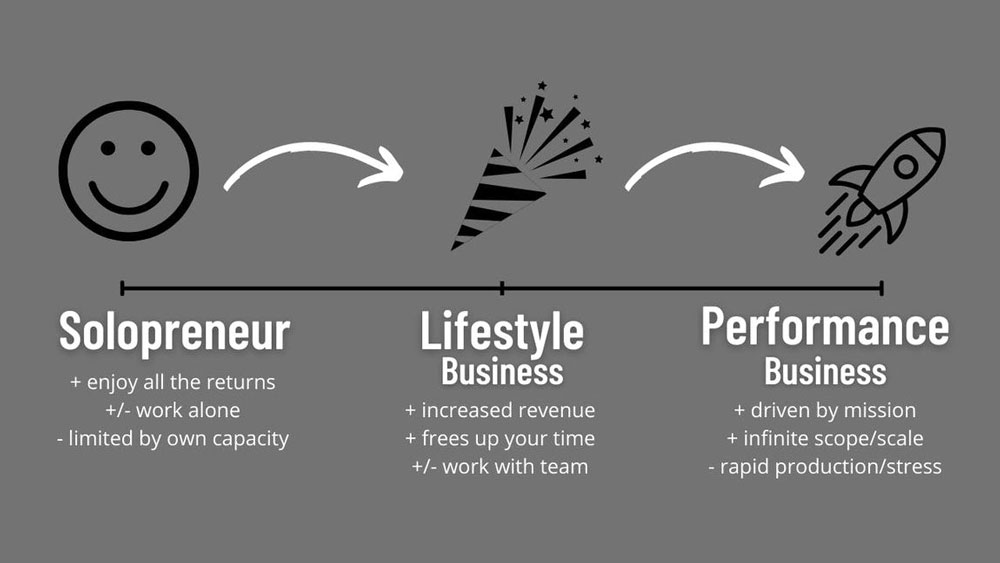 Solopreneur
+ enjoy all the returns
+/- work alone
- limited by own capacity
Lifestyle
Business
+ increased revenue
+ frees up your time
+/- work with team
Performance
Business
+ driven by mission
+ infinite scope/scale
- rapid production/stress